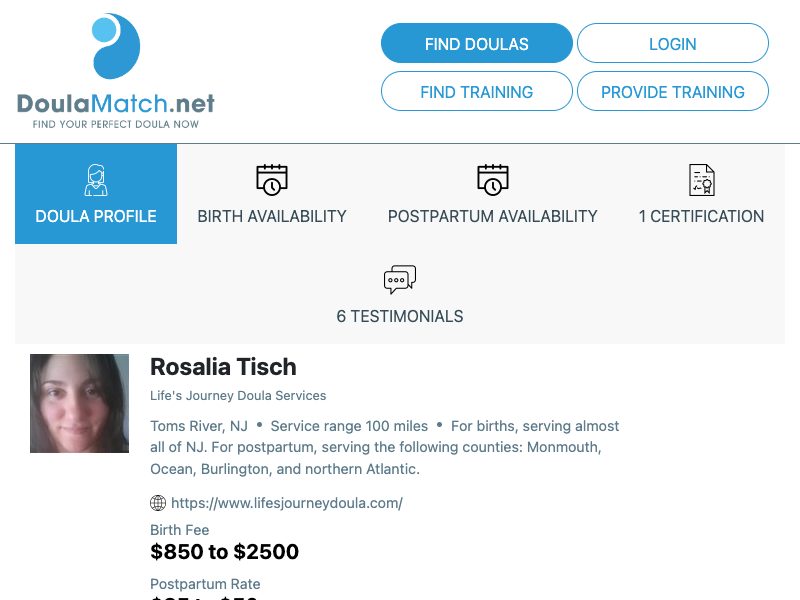 DoulaMatch.net
FIND YOUR PERFECT DOULA NOW
FIND DOULAS
LOGIN
FIND TRAINING
PROVIDE TRAINING
DOULA PROFILE
BIRTH AVAILABILITY
POSTPARTUM AVAILABILITY
1 CERTIFICATION
6 TESTIMONIALS
Rosalia Tisch
Life's Journey Doula Services
Toms River, NJ • Service range 100 miles • For births, serving almost
all of NJ. For postpartum, serving the following counties: Monmouth,
Ocean, Burlington, and northern Atlantic.
https://www.lifesjourneydoula.com/
Birth Fee
$850 to $2500
Postpartum Rate